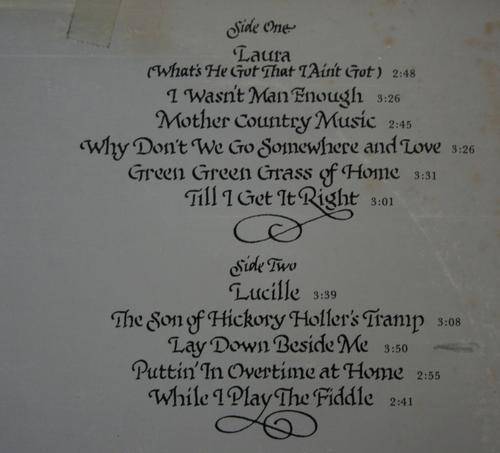 Side One
Laura
(What's He Got That I Ain't Got) 2:48
I Wasn't Man Enough 3:26
Mother Country Music 2:45
Why Don't We Go Somewhere and Love 3:26
Green Green Grass of Home 3:31
Till I Get It Right 3:01
Side Two
Lucille 3:39
The Son of Hickory Holler's Tramp 3:08
Lay Down Beside Me 3:50
Puttin' In Overtime at Home 2:55
While I Play The Fiddle 2:41